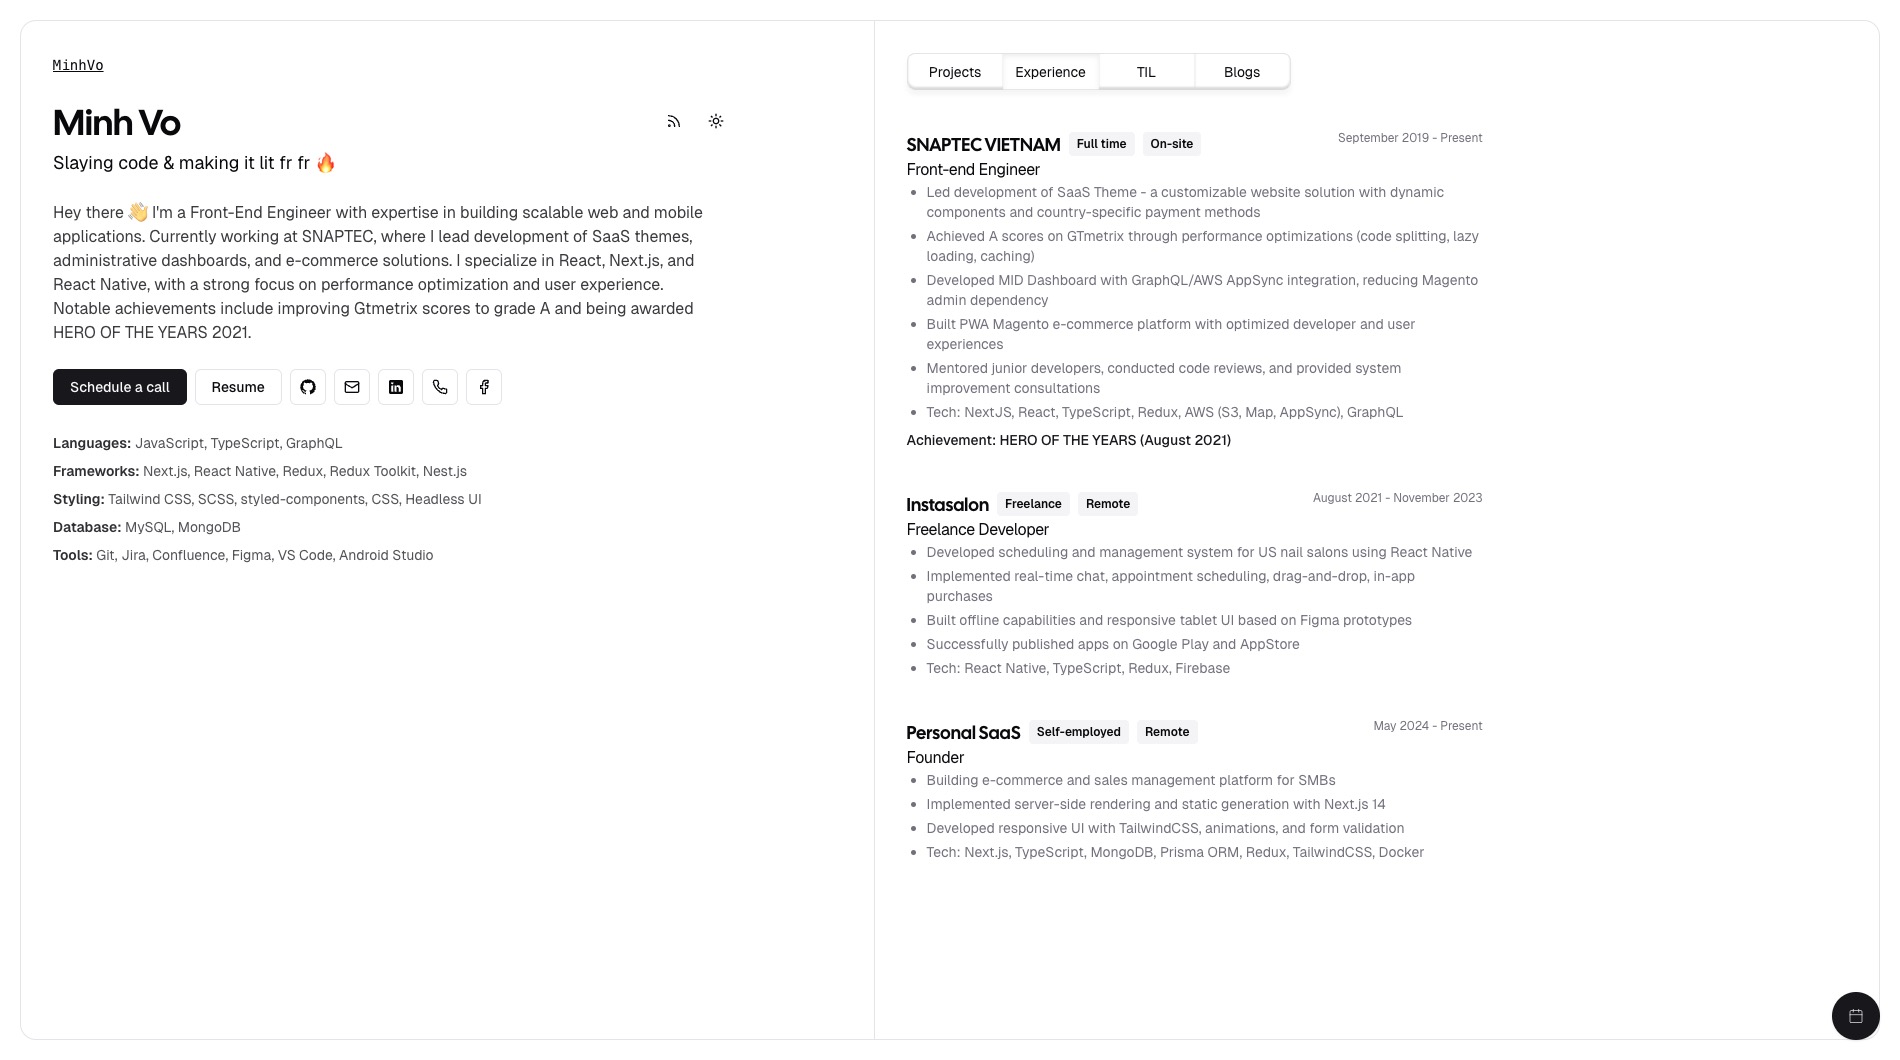 MinhVo
Minh Vo
Slaying code & making it lit fr fr 🔥
Hey there 👋 I'm a Front-End Engineer with expertise in building scalable web and mobile
applications. Currently working at SNAPTEC, where I lead development of SaaS themes,
administrative dashboards, and e-commerce solutions. I specialize in React, Next.js, and
React Native, with a strong focus on performance optimization and user experience.
Notable achievements include improving Gtmetrix scores to grade A and being awarded
HERO OF THE YEARS 2021.
Schedule a call
Resume
Languages: JavaScript, TypeScript, GraphQL
Frameworks: Next.js, React Native, Redux, Redux Toolkit, Nest.js
Styling: Tailwind CSS, SCSS, styled-components, CSS, Headless UI
Database: MySQL, MongoDB
Tools: Git, Jira, Confluence, Figma, VS Code, Android Studio
Projects
Experience
TIL
Blogs
SNAPTEC VIETNAM Full time On-site September 2019 - Present
Front-end Engineer
• Led development of SaaS Theme - a customizable website solution with dynamic
components and country-specific payment methods
• Achieved A scores on GTmetrix through performance optimizations (code splitting, lazy
loading, caching)
• Developed MID Dashboard with GraphQL/AWS AppSync integration, reducing Magento
admin dependency
• Built PWA Magento e-commerce platform with optimized developer and user
experiences
• Mentored junior developers, conducted code reviews, and provided system
improvement consultations
• Tech: NextJS, React, TypeScript, Redux, AWS (S3, Map, AppSync), GraphQL
Achievement: HERO OF THE YEARS (August 2021)
Instasalon Freelance Remote August 2021 - November 2023
Freelance Developer
• Developed scheduling and management system for US nail salons using React Native
• Implemented real-time chat, appointment scheduling, drag-and-drop, in-app
purchases
• Built offline capabilities and responsive tablet UI based on Figma prototypes
• Successfully published apps on Google Play and AppStore
• Tech: React Native, TypeScript, Redux, Firebase
Personal SaaS Self-employed Remote May 2024 - Present
Founder
• Building e-commerce and sales management platform for SMBs
• Implemented server-side rendering and static generation with Next.js 14
• Developed responsive UI with TailwindCSS, animations, and form validation
• Tech: Next.js, TypeScript, MongoDB, Prisma ORM, Redux, TailwindCSS, Docker